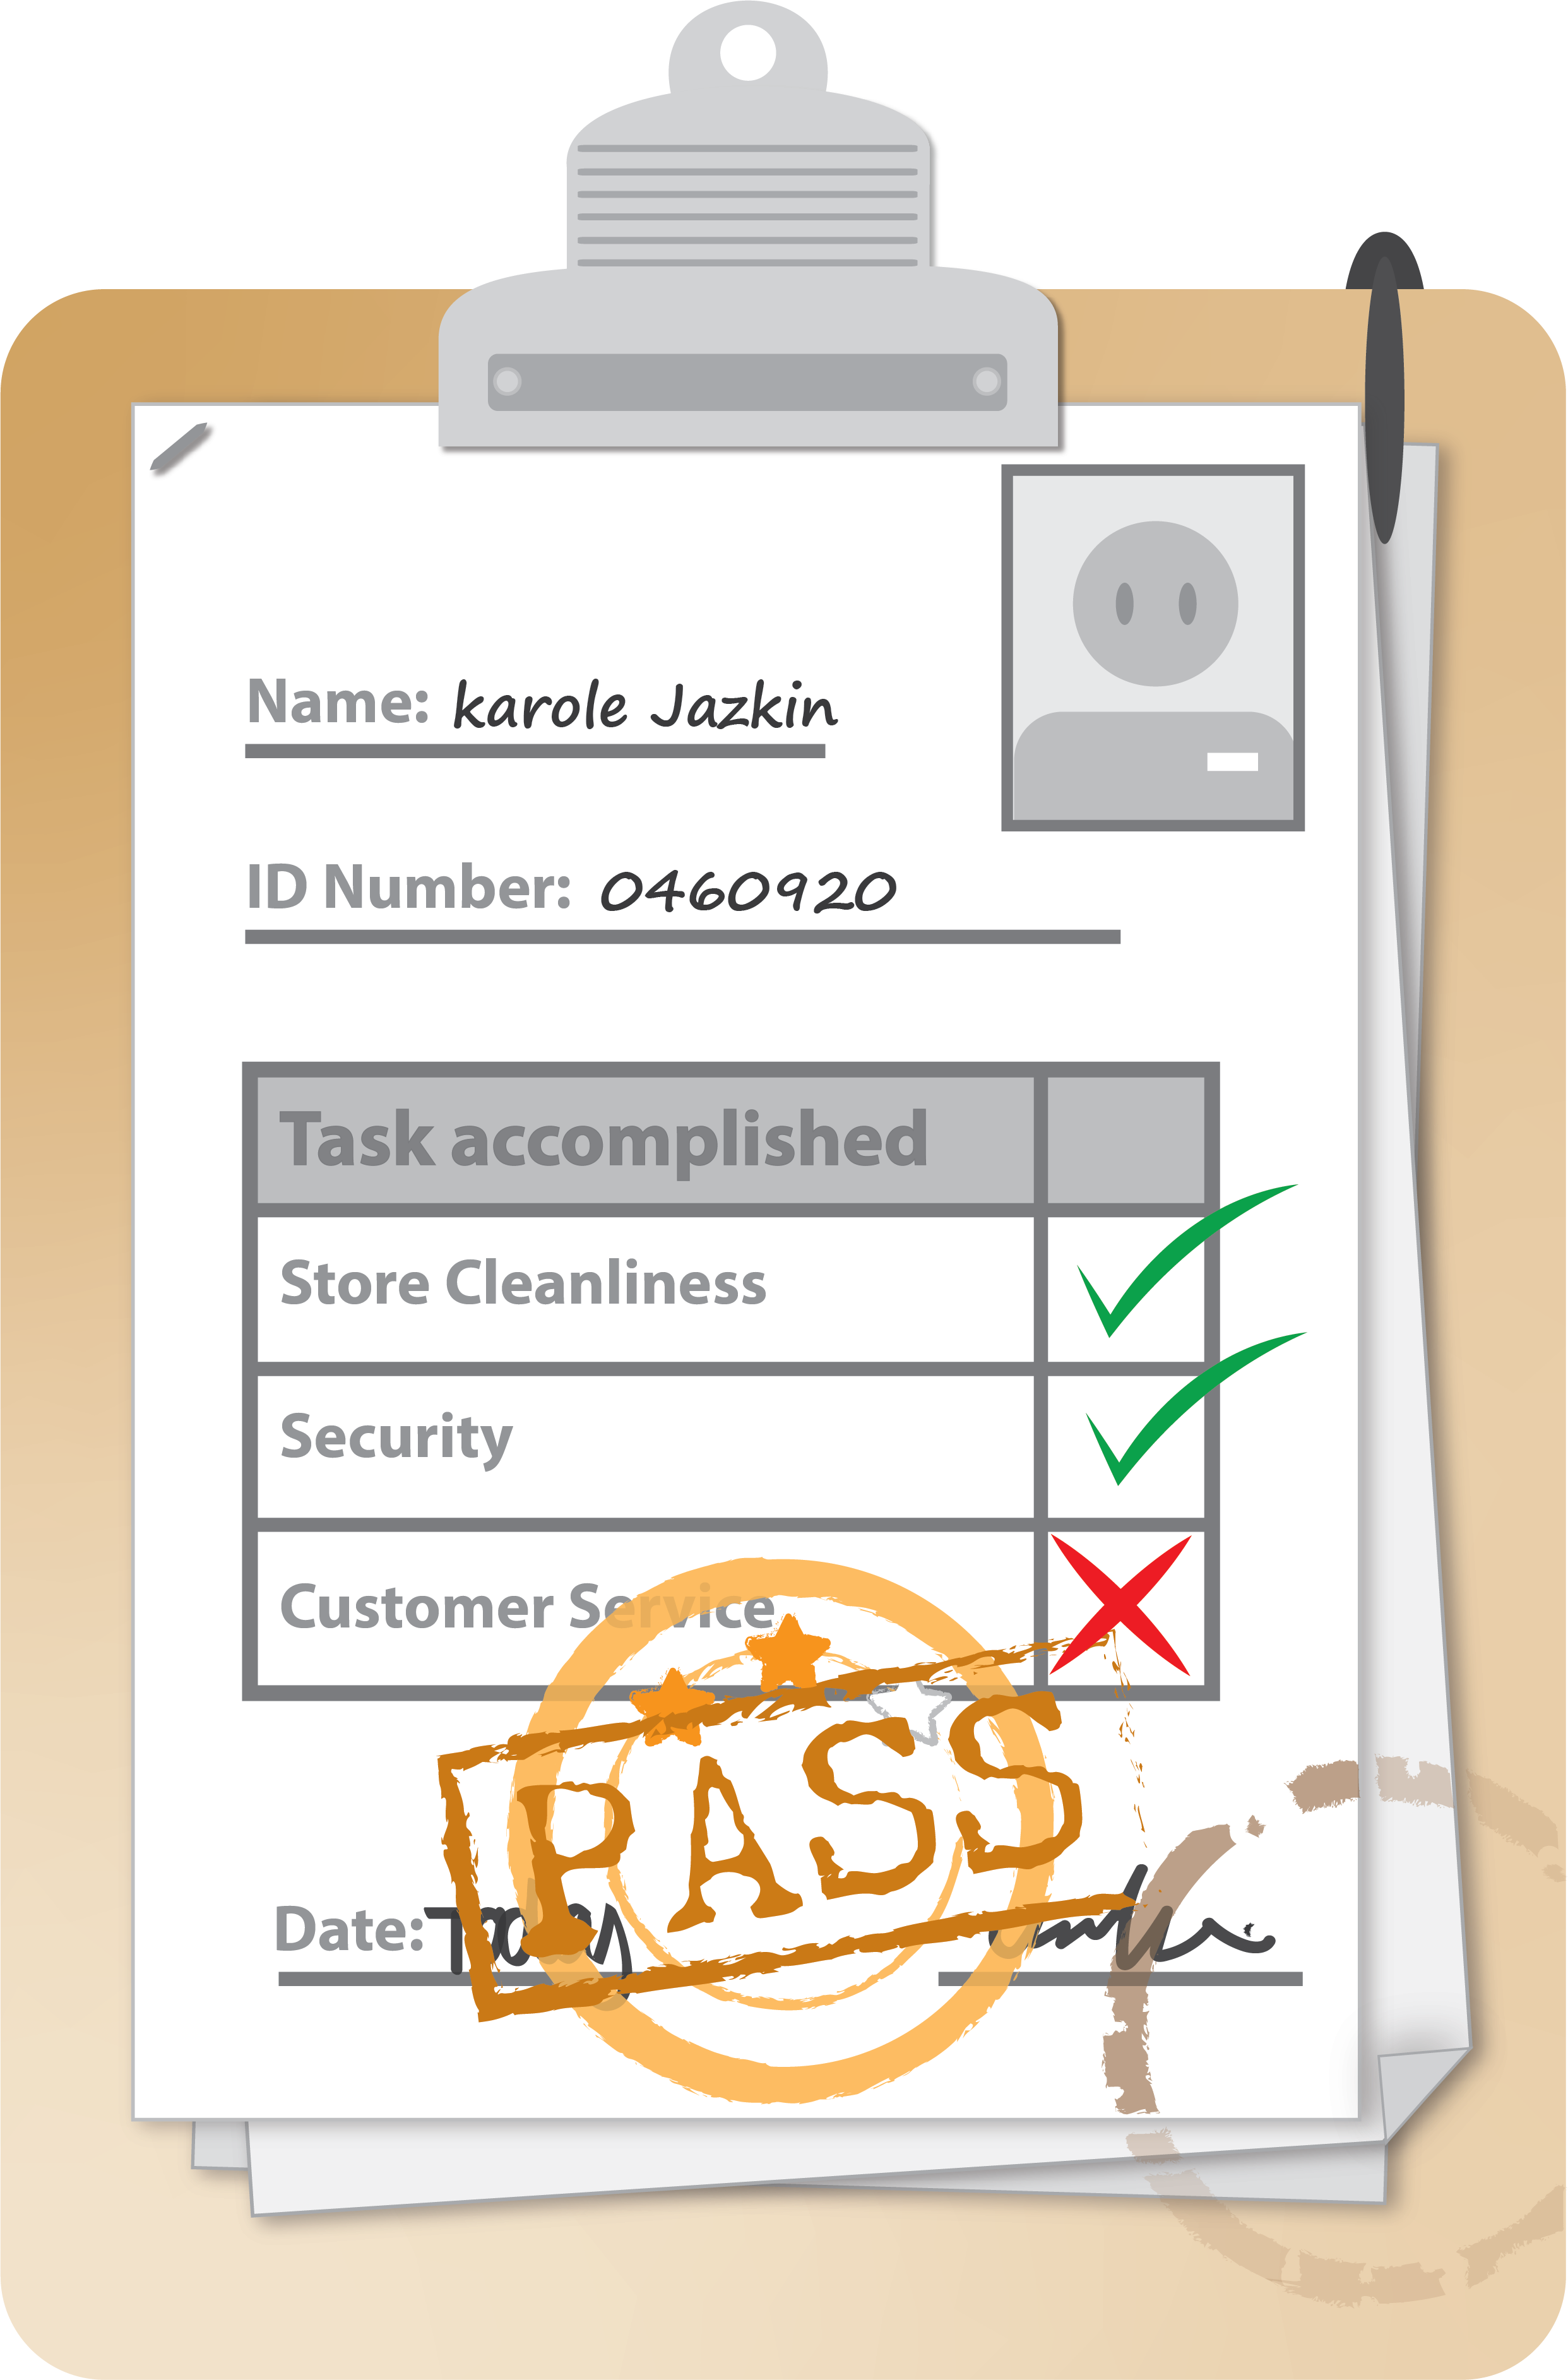 Name: karole Jazkin
ID Number: 0460920
Task accomplished
Store Cleanliness
Security
Customer Service
PASS
Date: Today